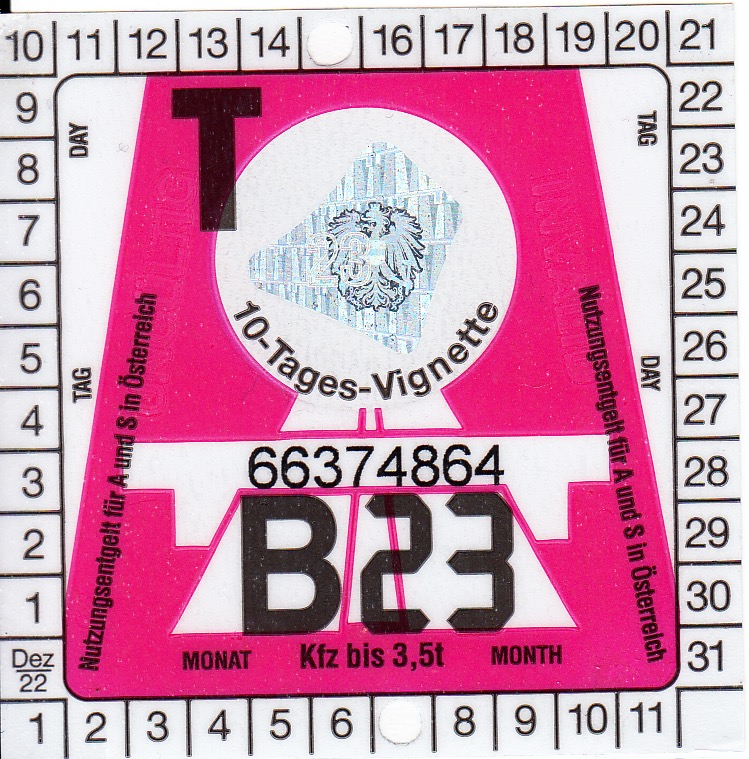 10 11 12 13 14 16 17 18 19 20 21
9 22
8 23
7 24
6 25
5 26
4 27
3 28
2 29
1 30
Dez 31
22
1 2 3 4 5 6 8 9 10 11
DAY
TAG
TAG
DAY
T
23
10-Tages-Vignette
Nutzungsentgelt für A und S in Österreich
Nutzungsentgelt für A und S in Österreich
66374864
B23
MONAT Kfz bis 3,5t MONTH